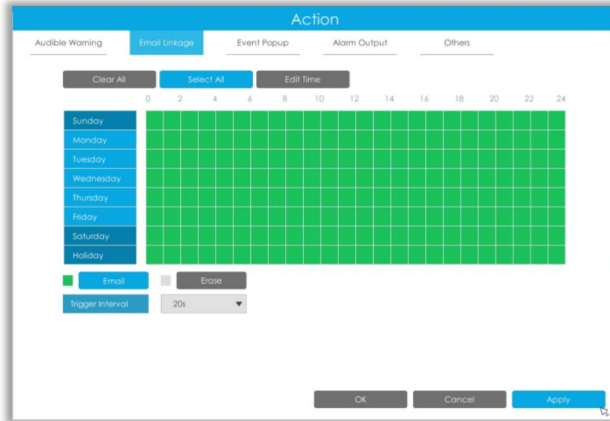 Action
Audible Warning Email Linkage Event Popup Alarm Output Others
Clear All Select All Edit Time
0 2 4 6 8 10 12 14 16 18 20 22 24
Sunday
Monday
Tuesday
Wednesday
Thursday
Friday
Saturday
Holiday
Email Erase
Trigger Interval 20s
OK Cancel Apply